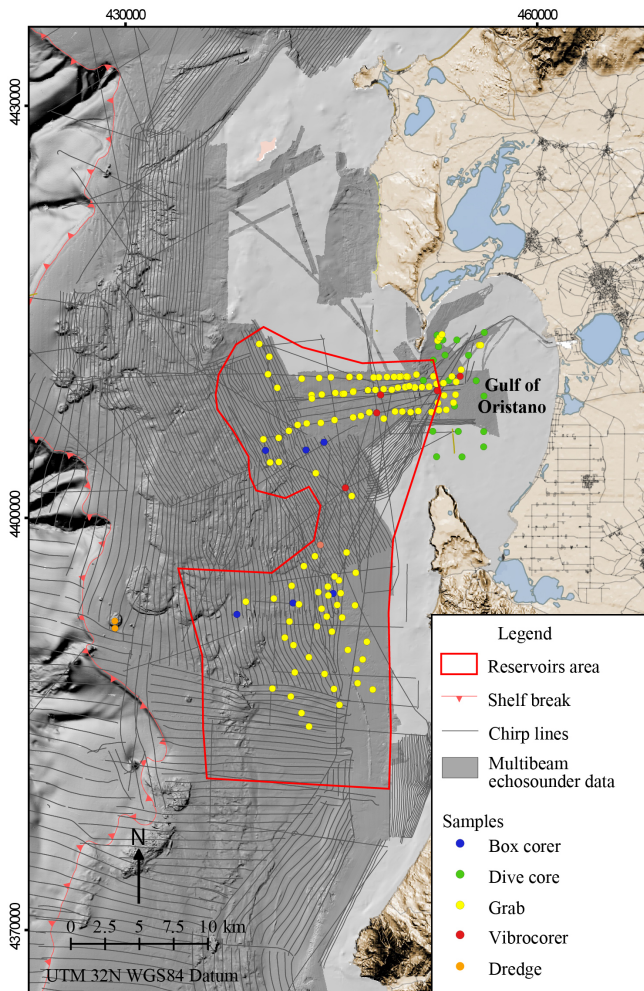 430000
460000
4430000
4400000
4370000
Gulf of
Oristano
N
0 2.5 5 7.5 10 km
UTM 32N WGS84 Datum
Legend
Reservoirs area
Shelf break
Chirp lines
Multibeam
echosounder data
Samples
Box corer
Dive core
Grab
Vibrocorer
Dredge